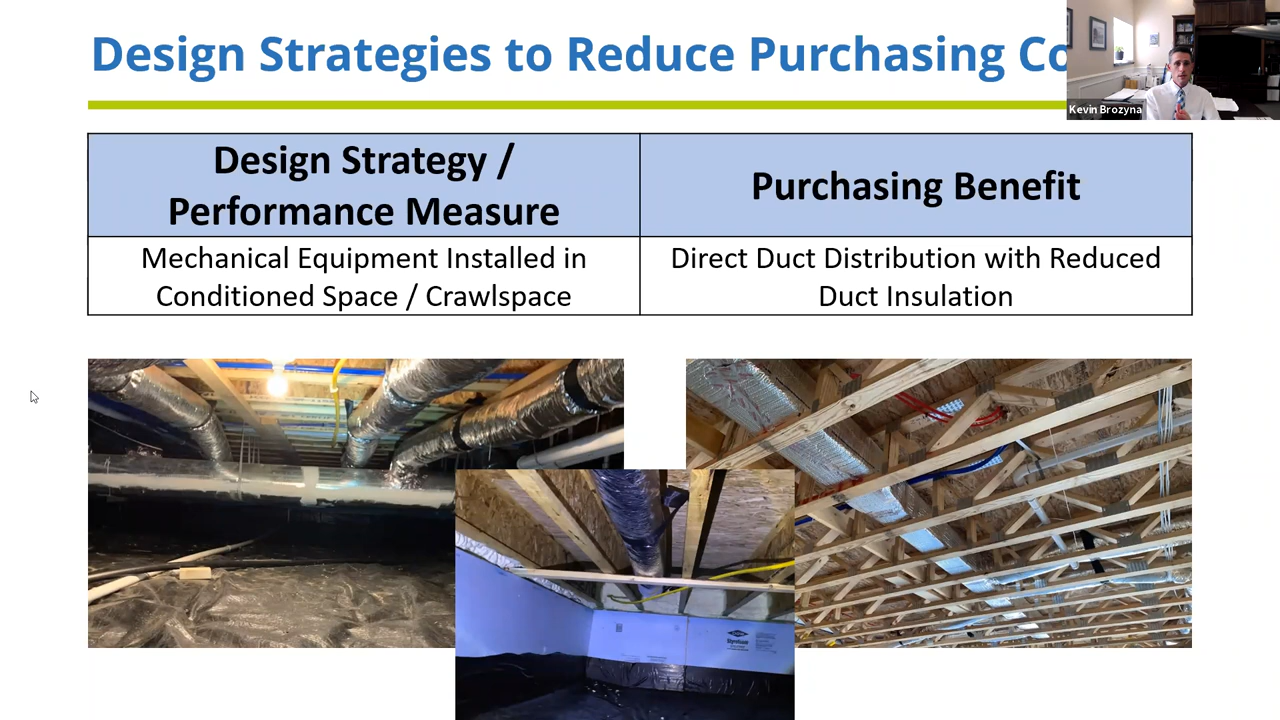 Design Strategies to Reduce Purchasing Co
Kevin Brozyna
Design Strategy /
Performance Measure
Purchasing Benefit
Mechanical Equipment Installed in
Conditioned Space / Crawlspace
Direct Duct Distribution with Reduced
Duct Insulation